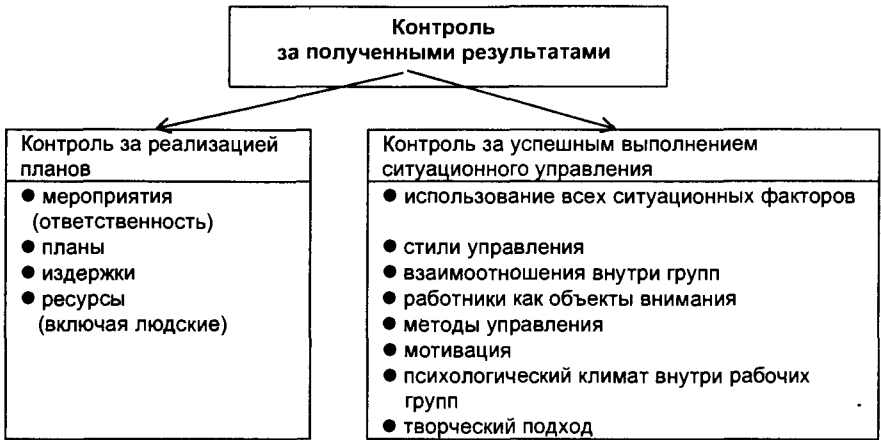 Контроль
за полученными результатами
Контроль за реализацией
планов
● мероприятия
(ответственность)
● планы
● издержки
● ресурсы
(включая людские)
Контроль за успешным выполнением
ситуационного управления
● использование всех ситуационных факторов
● стили управления
● взаимоотношения внутри групп
● работники как объекты внимания
● методы управления
● мотивация
● психологический климат внутри рабочих
групп
● творческий подход